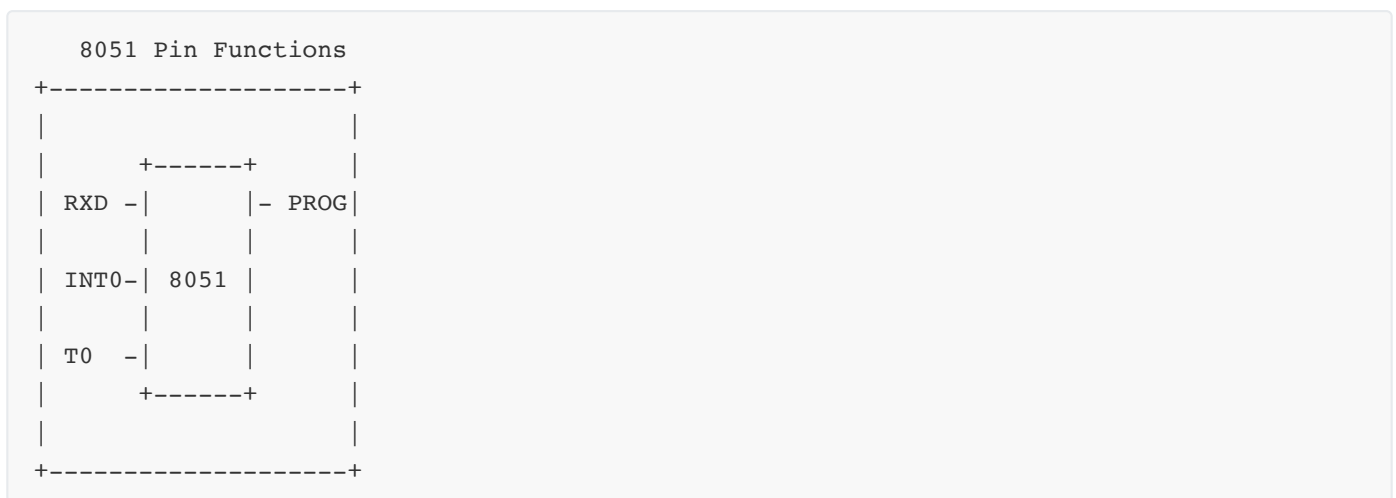 8051 Pin Functions
RXD - - PROG
INT0- 8051
T0 -